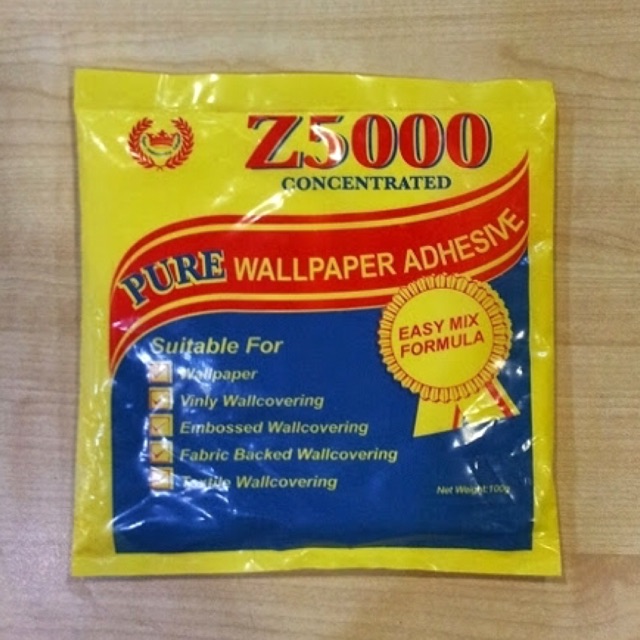 Z5000
CONCENTRATED
PURE WALLPAPER ADHESIVE
EASY MIX
FORMULA
Suitable For
Wallpaper
Vinly Wallcovering
Embossed Wallcovering
Fabric Backed Wallcovering
Textile Wallcovering
Net Weight:100g